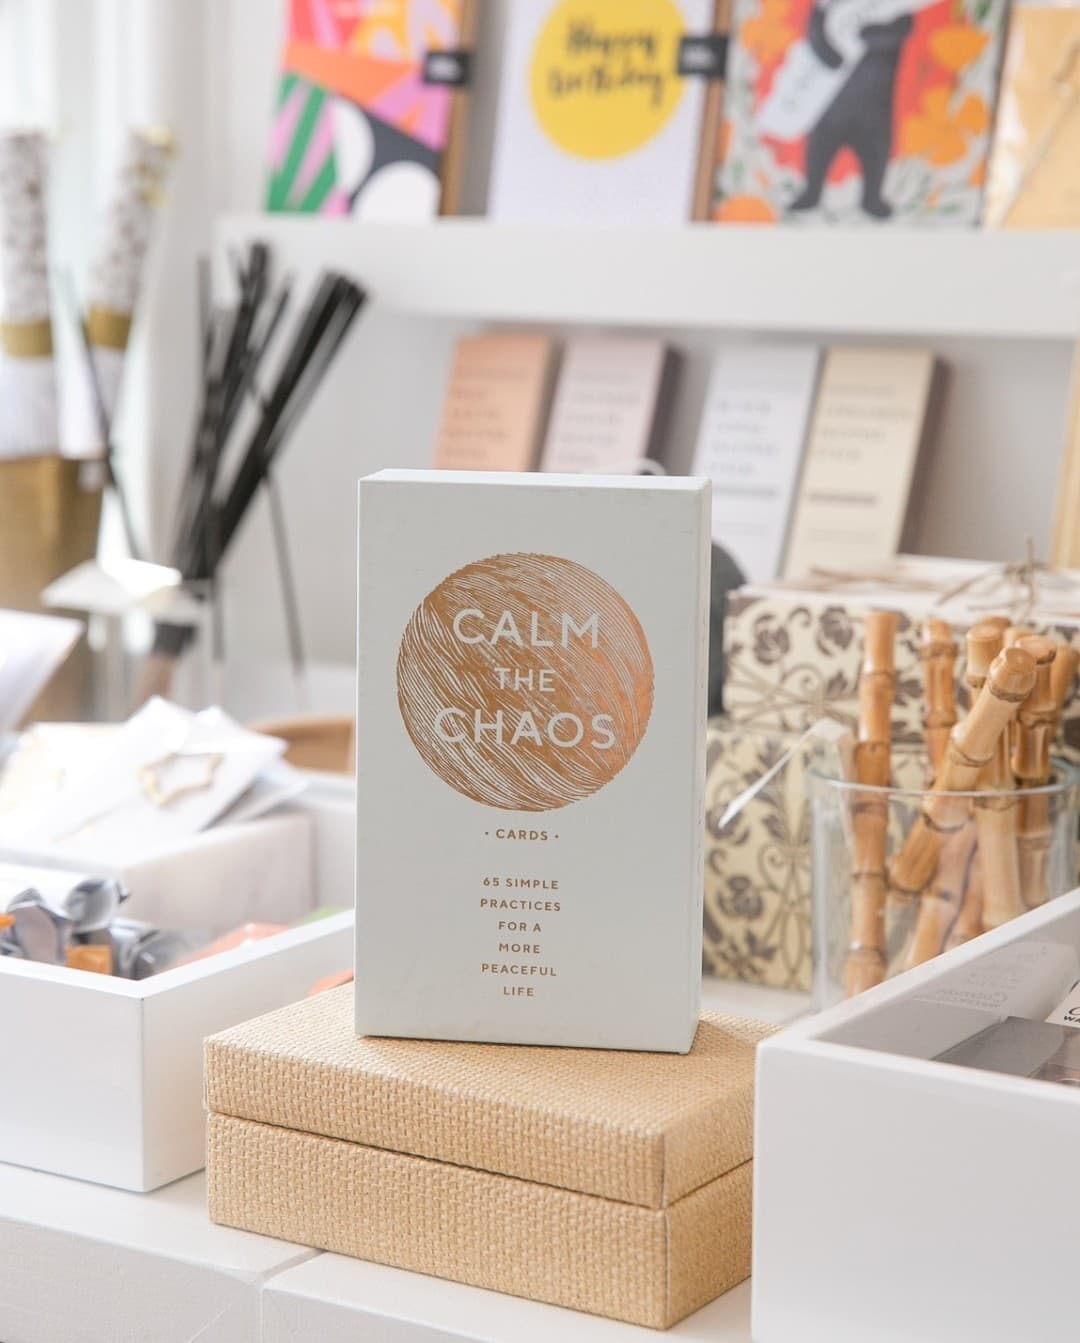 Happy
birthday
CALM
THE
CHAOS
• CARDS •
65 SIMPLE
PRACTICES
FOR A
MORE
PEACEFUL
LIFE